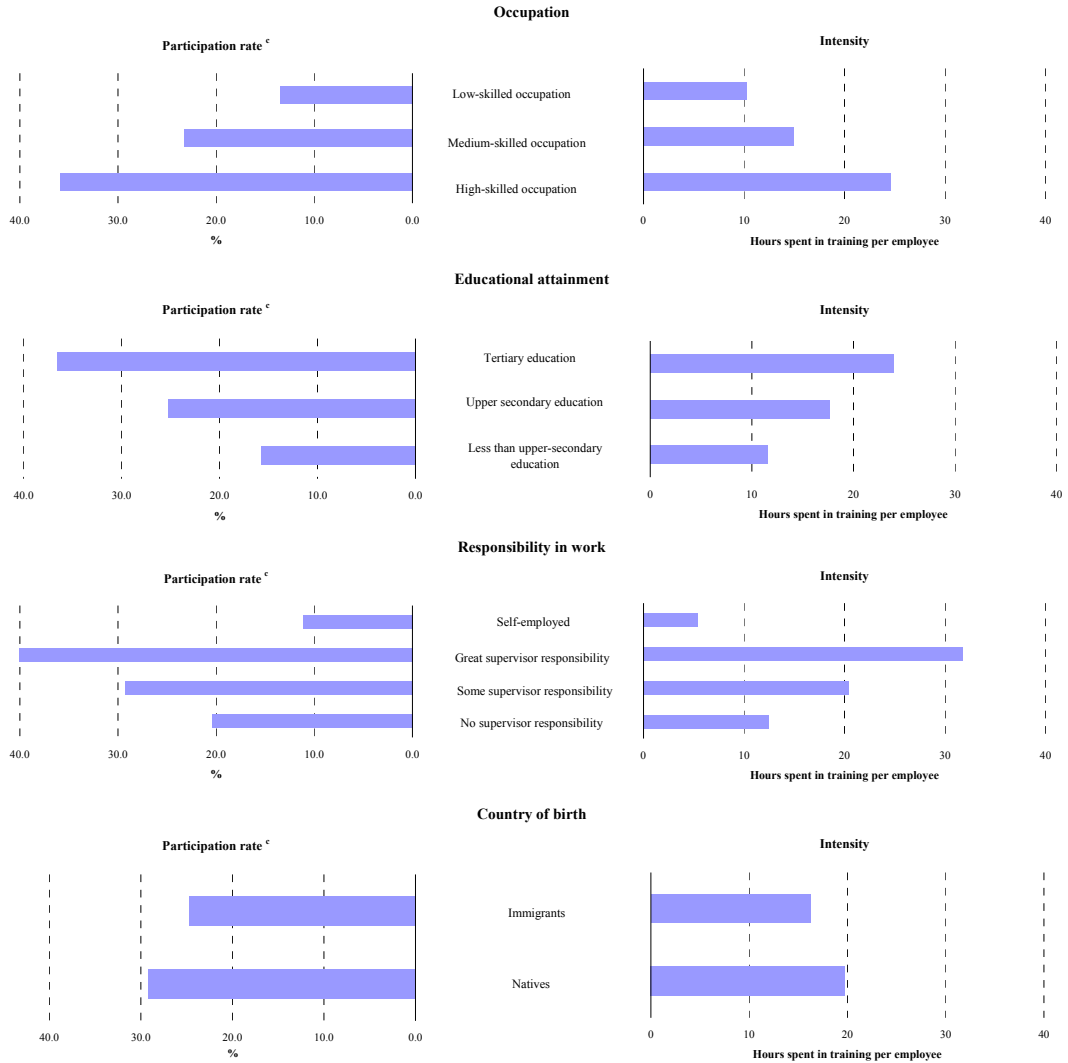 Occupation
Participation rate c
Intensity
Low-skilled occupation
Medium-skilled occupation
High-skilled occupation
40.0 30.0 20.0 10.0 0.0
0 10 20 30 40
%
Hours spent in training per employee
Educational attainment
Participation rate c
Intensity
Tertiary education
Upper secondary education
Less than upper-secondary
education
40.0 30.0 20.0 10.0 0.0
0 10 20 30 40
%
Hours spent in training per employee
Responsibility in work
Participation rate c
Intensity
Self-employed
Great supervisor responsibility
Some supervisor responsibility
No supervisor responsibility
40.0 30.0 20.0 10.0 0.0
0 10 20 30 40
%
Hours spent in training per employee
Country of birth
Participation rate c
Intensity
Immigrants
Natives
40.0 30.0 20.0 10.0 0.0
0 10 20 30 40
%
Hours spent in training per employee